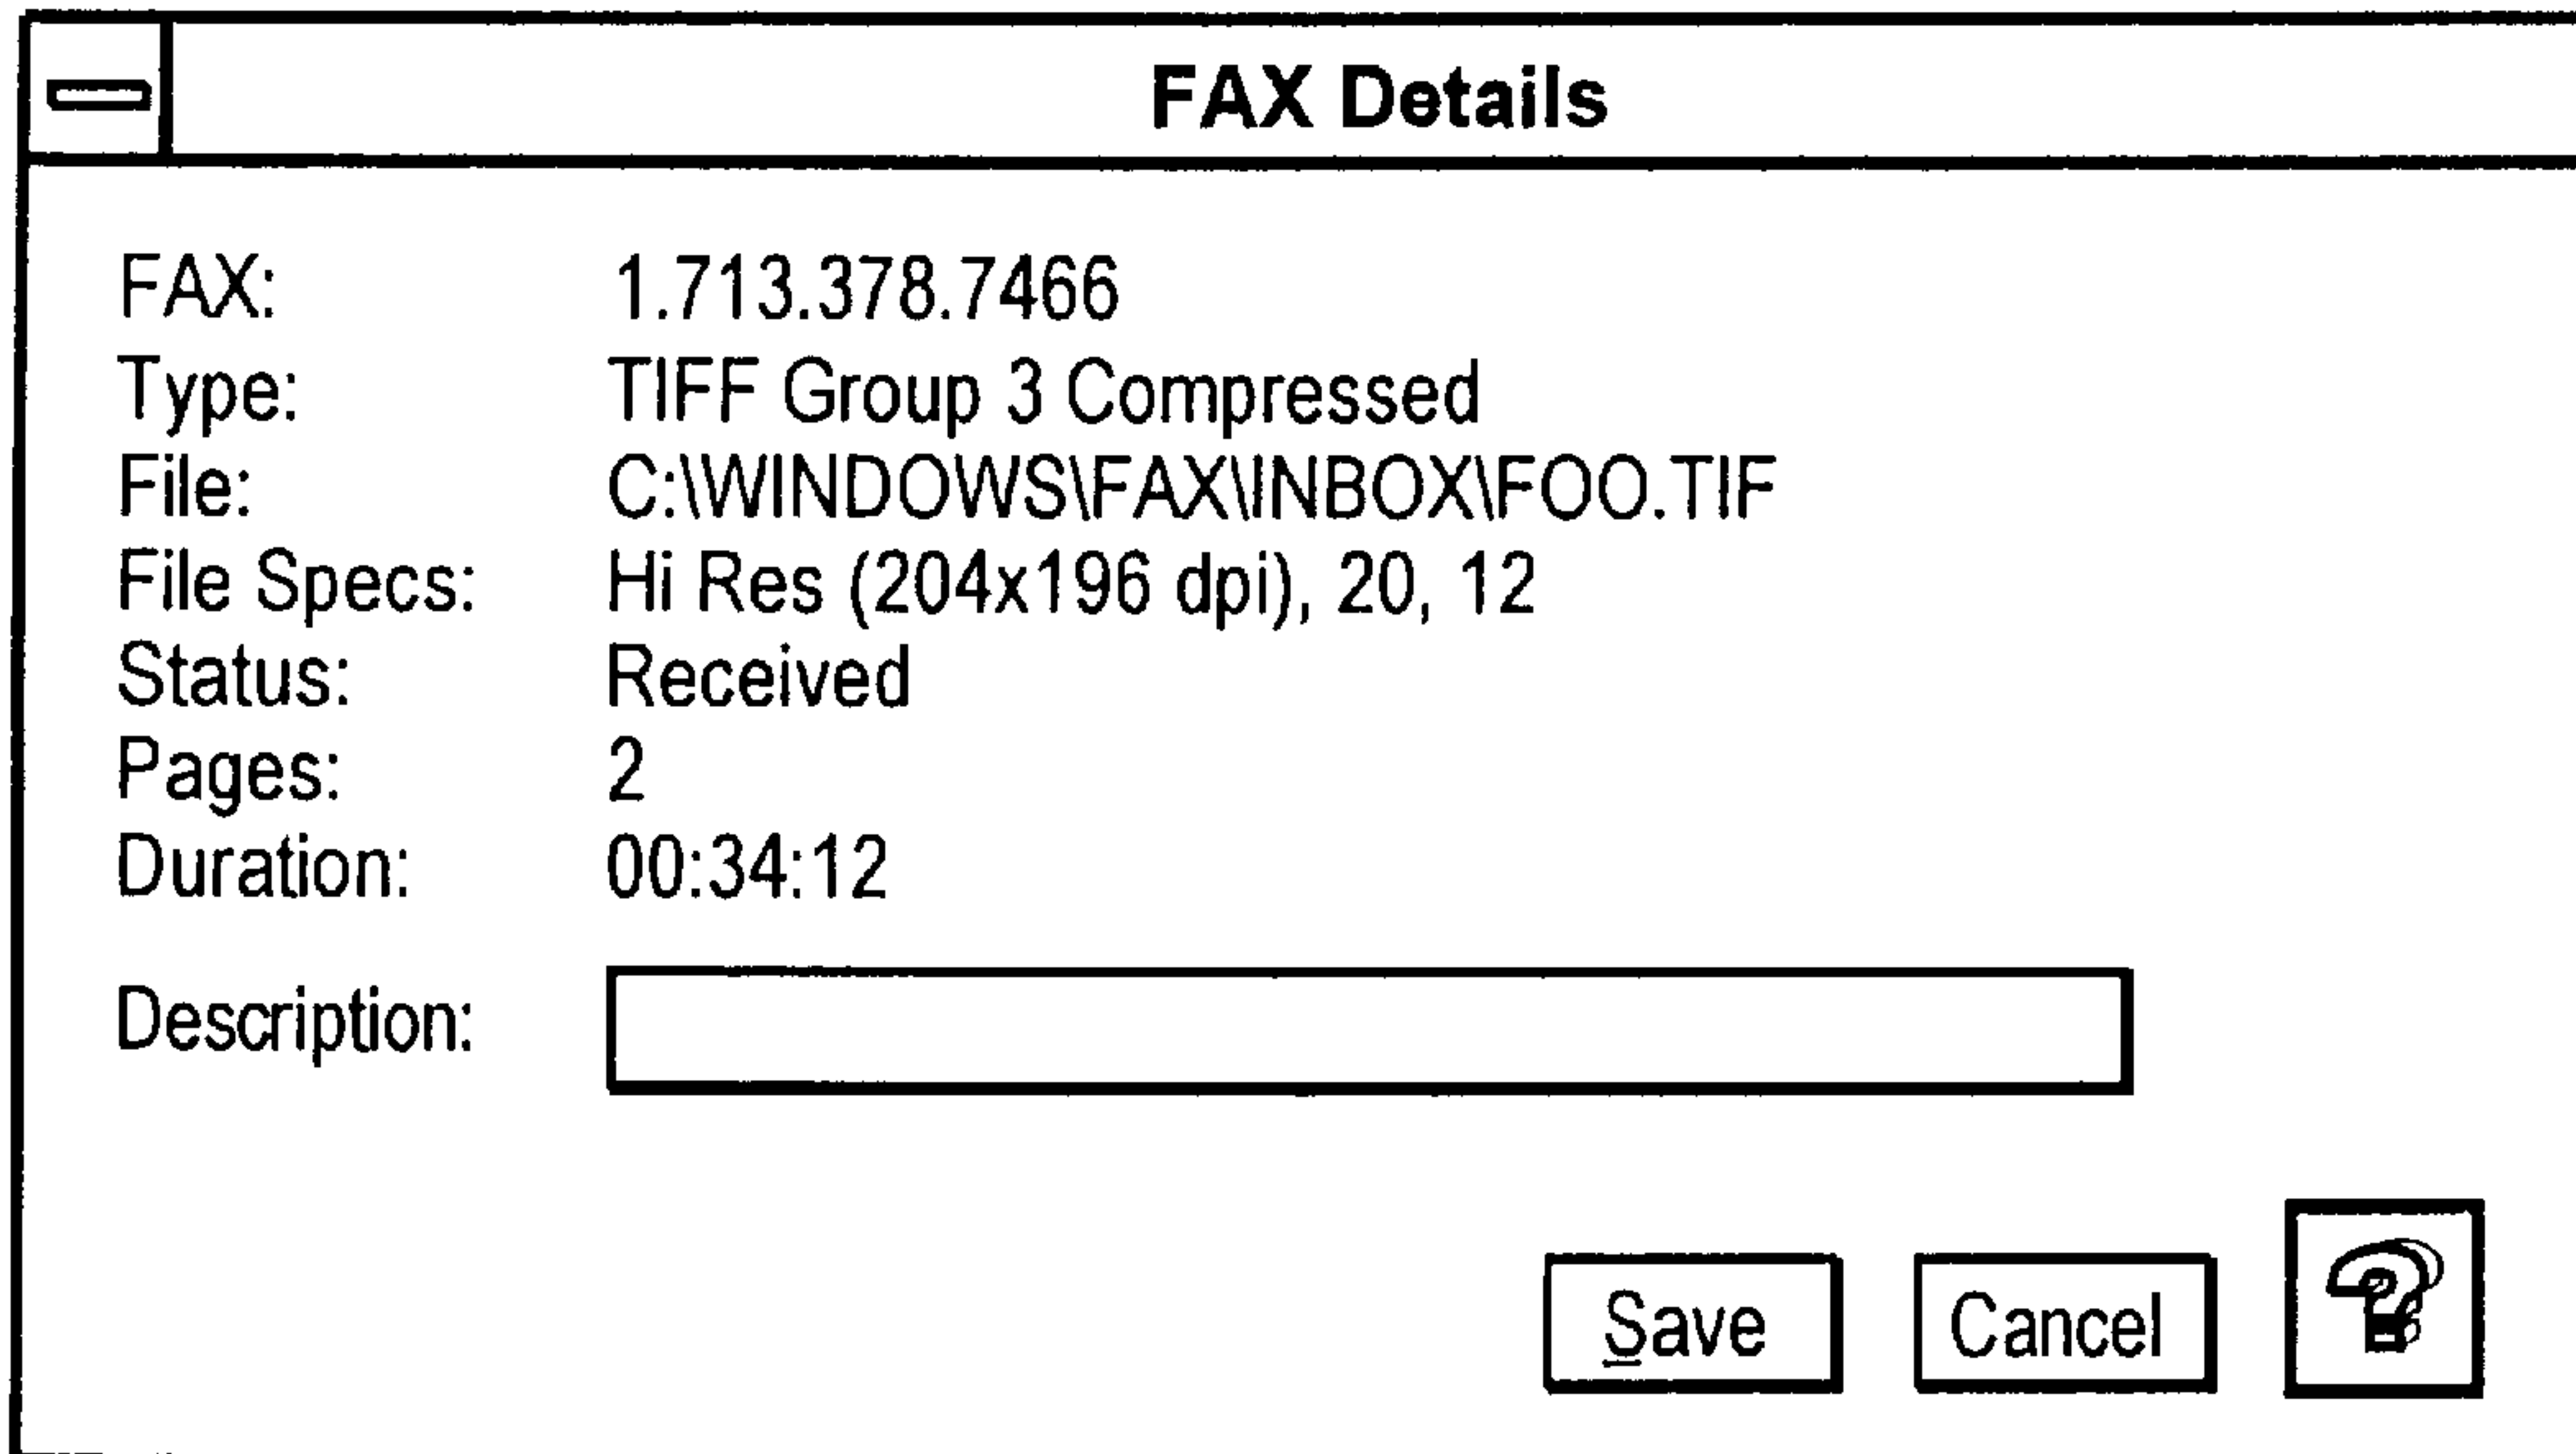 FAX Details
FAX: 1.713.378.7466
Type: TIFF Group 3 Compressed
File: C:\WINDOWS\FAX\INBOX\FOO.TIF
File Specs: Hi Res (204x196 dpi), 20, 12
Status: Received
Pages: 2
Duration: 00:34:12
Description:
Save Cancel ?